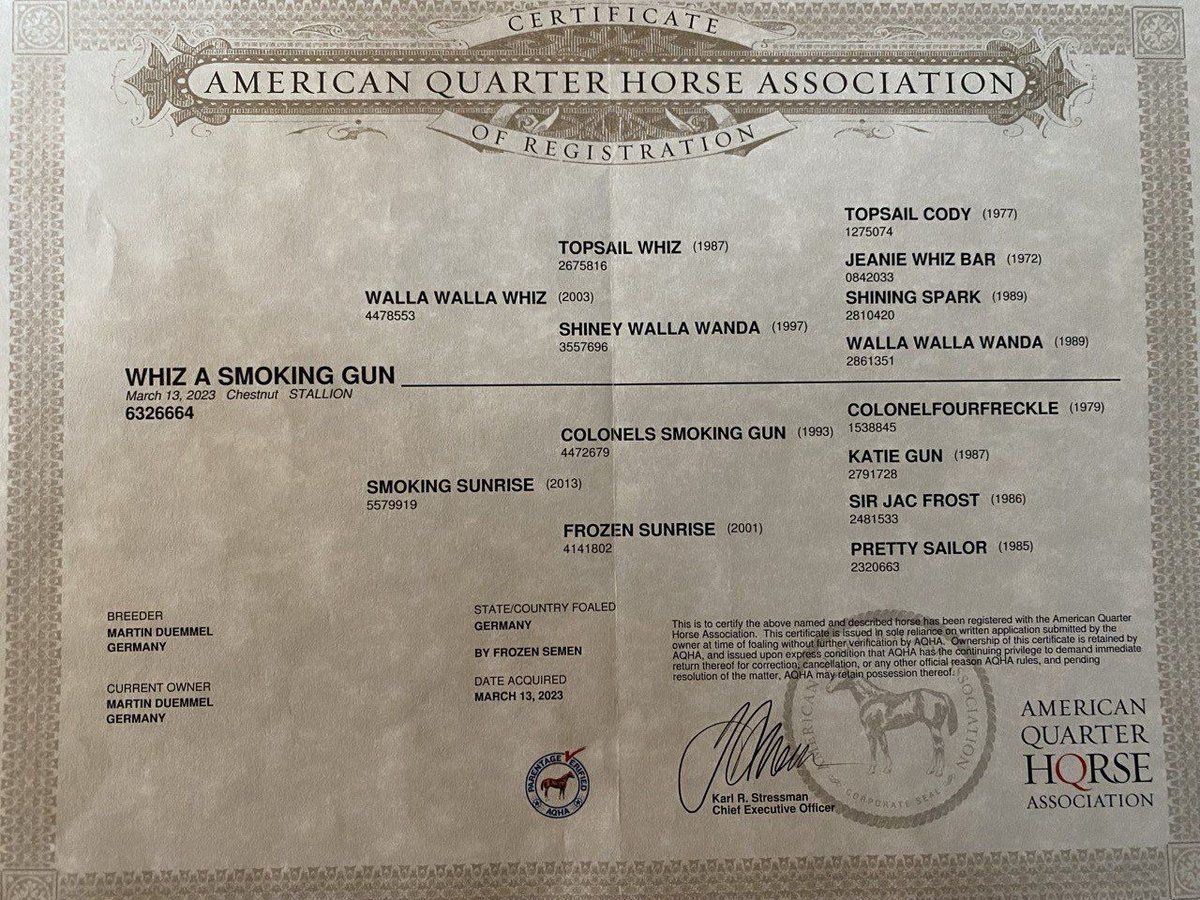 CERTIFICATE
AMERICAN QUARTER HORSE ASSOCIATION
OF REGISTRATION
TOPSAIL CODY (1977)
1275074
TOPSAIL WHIZ (1987)
2675816
JEANIE WHIZ BAR (1972)
0842033
WALLA WALLA WHIZ (2003)
4478553
SHINING SPARK (1989)
2810420
SHINEY WALLA WANDA (1997)
3557696
WALLA WALLA WANDA (1989)
2861351
WHIZ A SMOKING GUN
March 13, 2023 Chestnut STALLION
6326664
COLONELFOURFRECKLE (1979)
1538845
COLONELS SMOKING GUN (1993)
4472679
KATIE GUN (1987)
2791728
SMOKING SUNRISE (2013)
5579919
SIR JAC FROST (1986)
2481533
FROZEN SUNRISE (2001)
4141802
PRETTY SAILOR (1985)
2320663
BREEDER
MARTIN DUEMMEL
GERMANY
CURRENT OWNER
MARTIN DUEMMEL
GERMANY
STATE/COUNTRY FOALED
GERMANY
BY FROZEN SEMEN
DATE ACQUIRED
MARCH 13, 2023
PARENTAGE VERIFIED
AQHA
This is to certify the above named and described horse has been registered with the American Quarter
Horse Association. This certificate is issued in sole reliance on written application submitted by the
owner at time of foaling without further verification by AQHA. Ownership of this certificate is retained by
AQHA, and issued upon express condition that AQHA has the continuing privilege to demand immediate
return thereof for correction, cancellation, or any other official reason AQHA rules, and pending
resolution of the matter, AQHA may retain possession thereof.
Karl R. Stressman
Chief Executive Officer
CORPORATE SEAL
AMERICAN
QUARTER
HORSE
ASSOCIATION